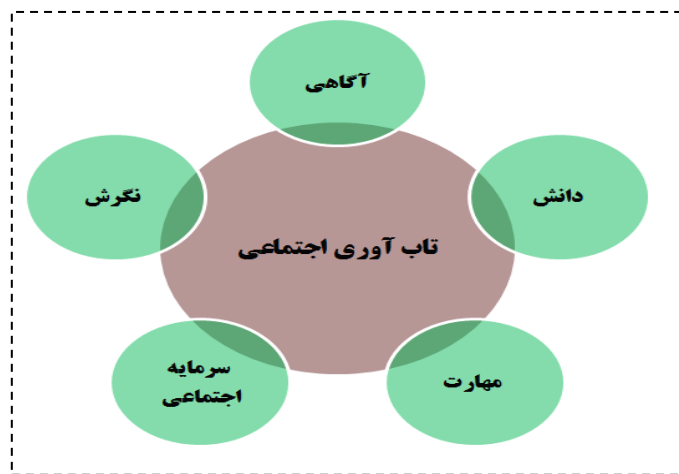 آگاهی
دانش
نگرش
تاب آوری اجتماعی
سرمایه
اجتماعی
مهارت